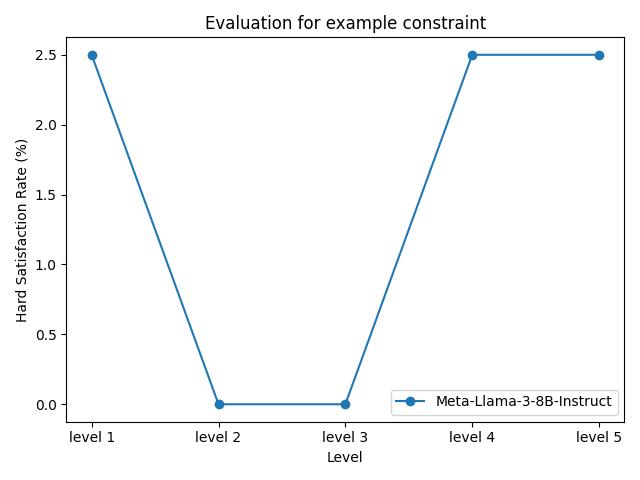 Evaluation for example constraint
Hard Satisfaction Rate (%)
2.5
2.0
1.5
1.0
0.5
0.0
Meta-Llama-3-8B-Instruct
level 1 level 2 level 3 level 4 level 5
Level